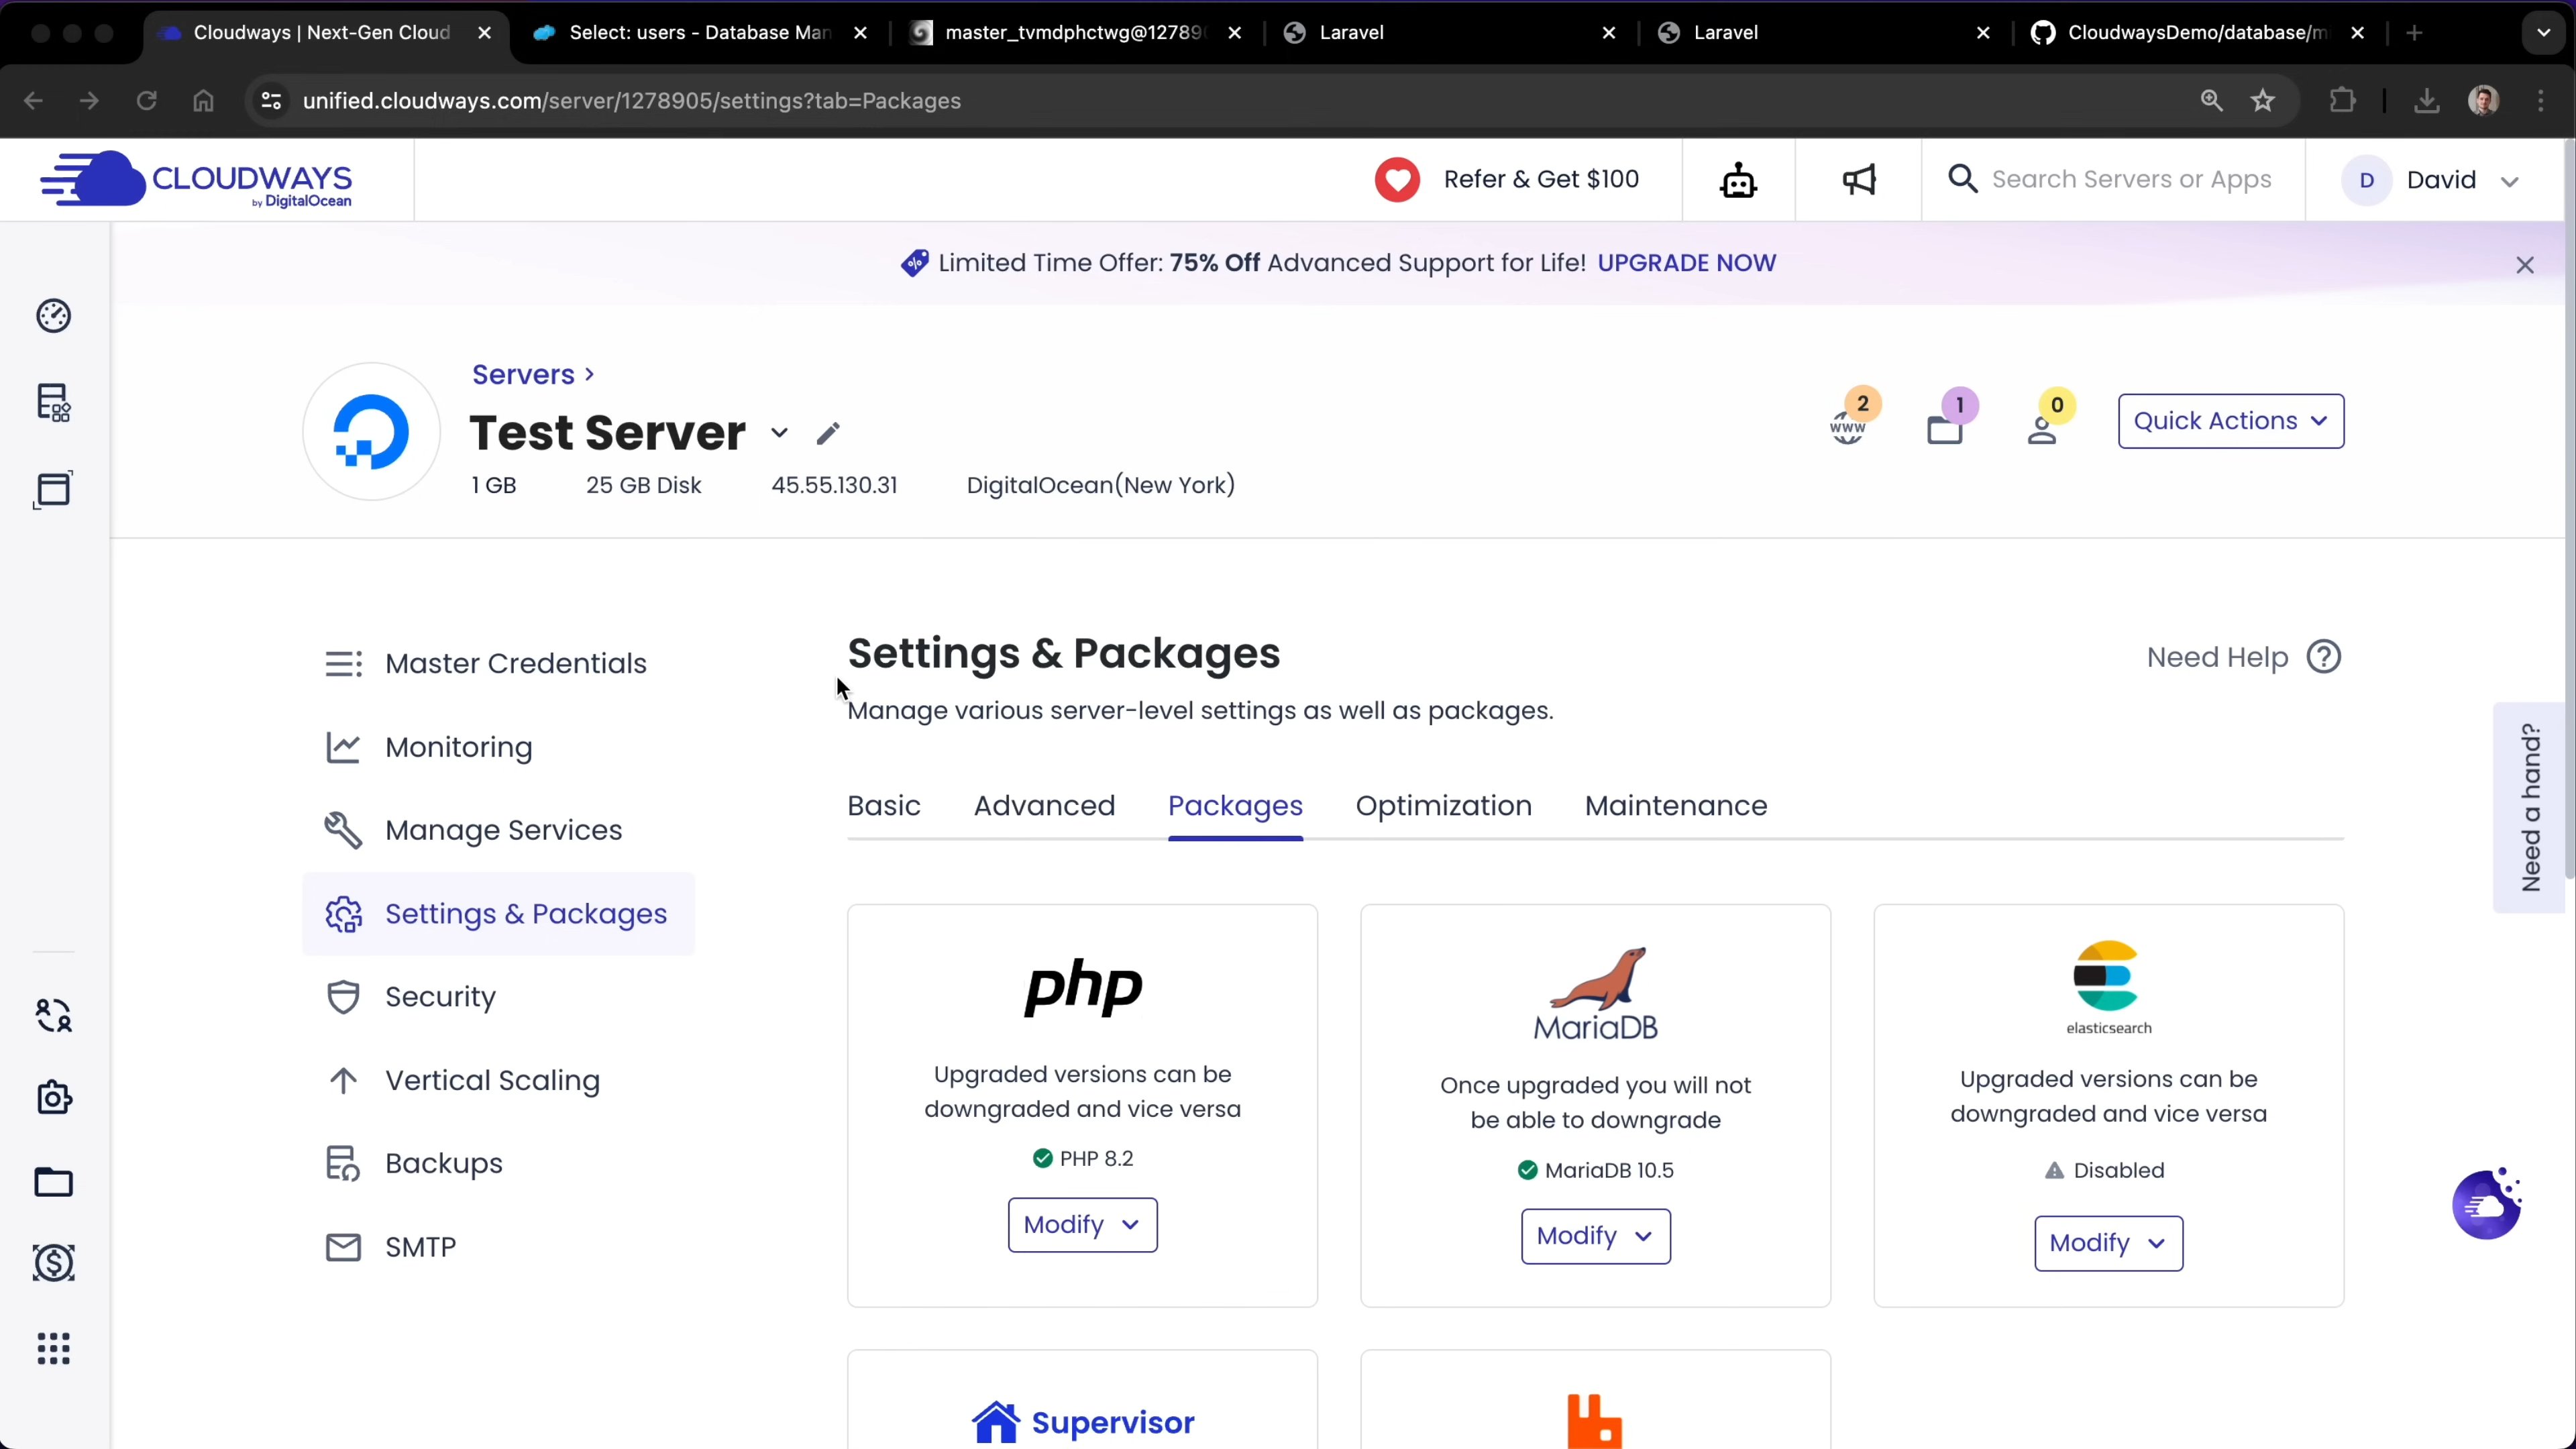 Cloudways | Next-Gen Cloud
Select: users - Database Man
master_tvmdphctwg@12789
Laravel
Laravel
CloudwaysDemo/database/m
unified.cloudways.com/server/1278905/settings?tab=Packages
CLOUDWAYS
by DigitalOcean
Refer & Get $100
Search Servers or Apps
D
David
Limited Time Offer: 75% Off Advanced Support for Life! UPGRADE NOW
Servers >
Test Server
1 GB
25 GB Disk
45.55.130.31
DigitalOcean(New York)
www
2
1
0
Quick Actions
Master Credentials
Monitoring
Manage Services
Settings & Packages
Security
Vertical Scaling
Backups
SMTP
Settings & Packages
Need Help
Manage various server-level settings as well as packages.
Basic
Advanced
Packages
Optimization
Maintenance
Need a hand?
php
Upgraded versions can be
downgraded and vice versa
PHP 8.2
Modify
MariaDB
Once upgraded you will not
be able to downgrade
MariaDB 10.5
Modify
elasticsearch
Upgraded versions can be
downgraded and vice versa
Disabled
Modify
Supervisor